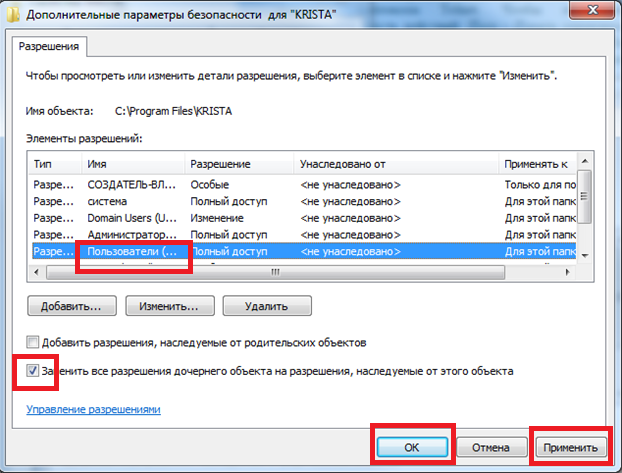 Дополнительные параметры безопасности для "KRISTA"
Разрешения
Чтобы просмотреть или изменить детали разрешения, выберите элемент в списке и нажмите "Изменить".
Имя объекта: C:\Program Files\KRISTA
Элементы разрешений:
Тип Имя Разрешение Унаследовано от Применять к
Разре... СОЗДАТЕЛЬ-ВЛ... Особые <не унаследовано> Только для по
Разре... система Полный доступ <не унаследовано> Для этой папк
Разре... Domain Users (U... Изменение <не унаследовано> Для этой папк
Разре... Администратор... Полный доступ <не унаследовано> Для этой папк
Разре... Пользователи (... Полный доступ <не унаследовано> Для этой папк
Добавить... Изменить... Удалить
Добавить разрешения, наследуемые от родительских объектов
Заменить все разрешения дочернего объекта на разрешения, наследуемые от этого объекта
Управление разрешениями
ОК Отмена Применить